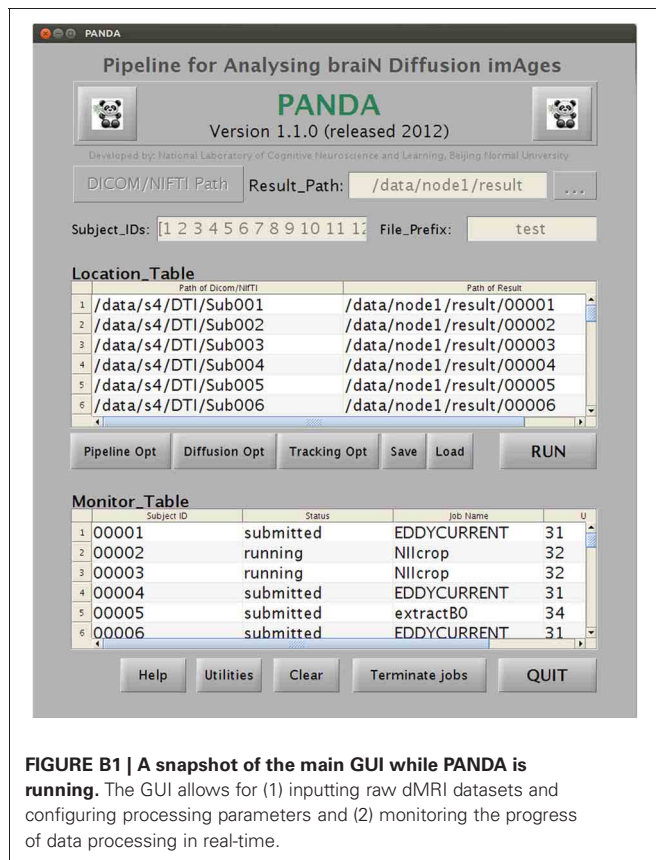 PANDA
Pipeline for Analysing braiN Diffusion imAges
PANDA
Version 1.1.0 (released 2012)
Developed by: National Laboratory of Cognitive Neuroscience and Learning, Beijing Normal University
DICOM/NIFTI Path Result_Path: /data/node1/result ...
Subject_IDs: [1 2 3 4 5 6 7 8 9 10 11 12 File_Prefix: test
Location_Table
Path of Dicom/NIfTI Path of Result
1 /data/s4/DTI/Sub001 /data/node1/result/00001
2 /data/s4/DTI/Sub002 /data/node1/result/00002
3 /data/s4/DTI/Sub003 /data/node1/result/00003
4 /data/s4/DTI/Sub004 /data/node1/result/00004
5 /data/s4/DTI/Sub005 /data/node1/result/00005
6 /data/s4/DTI/Sub006 /data/node1/result/00006
Pipeline Opt Diffusion Opt Tracking Opt Save Load RUN
Monitor_Table
Subject ID Status Job Name U
1 00001 submitted EDDYCURRENT 31
2 00002 running NIIcrop 32
3 00003 running NIIcrop 32
4 00004 submitted EDDYCURRENT 31
5 00005 submitted extractB0 34
6 00006 submitted EDDYCURRENT 31
Help Utilities Clear Terminate jobs QUIT
FIGURE B1 | A snapshot of the main GUI while PANDA is
running. The GUI allows for (1) inputting raw dMRI datasets and
configuring processing parameters and (2) monitoring the progress
of data processing in real-time.